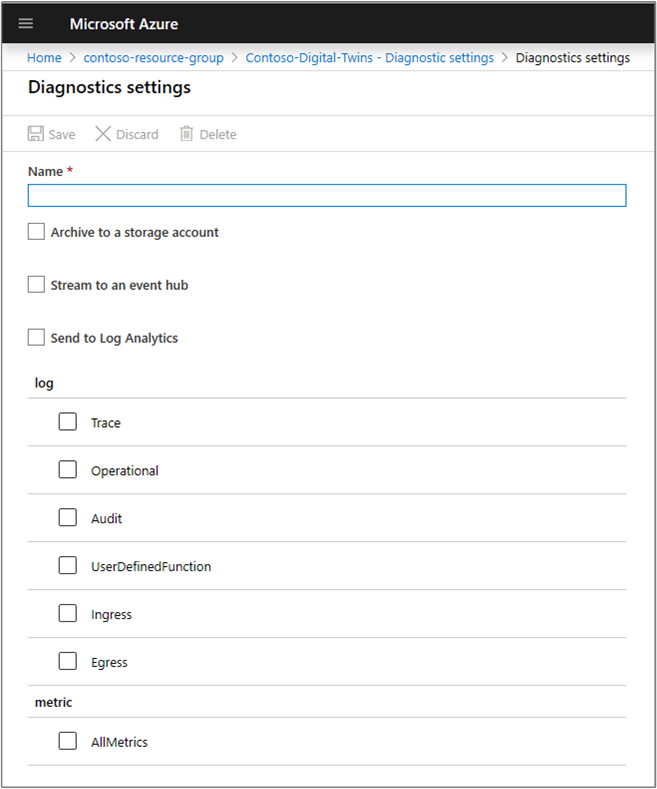 Microsoft Azure
Home > contoso-resource-group > Contoso-Digital-Twins - Diagnostic settings > Diagnostics settings
Diagnostics settings
Save Discard Delete
Name *
Archive to a storage account
Stream to an event hub
Send to Log Analytics
log
Trace
Operational
Audit
UserDefinedFunction
Ingress
Egress
metric
AllMetrics